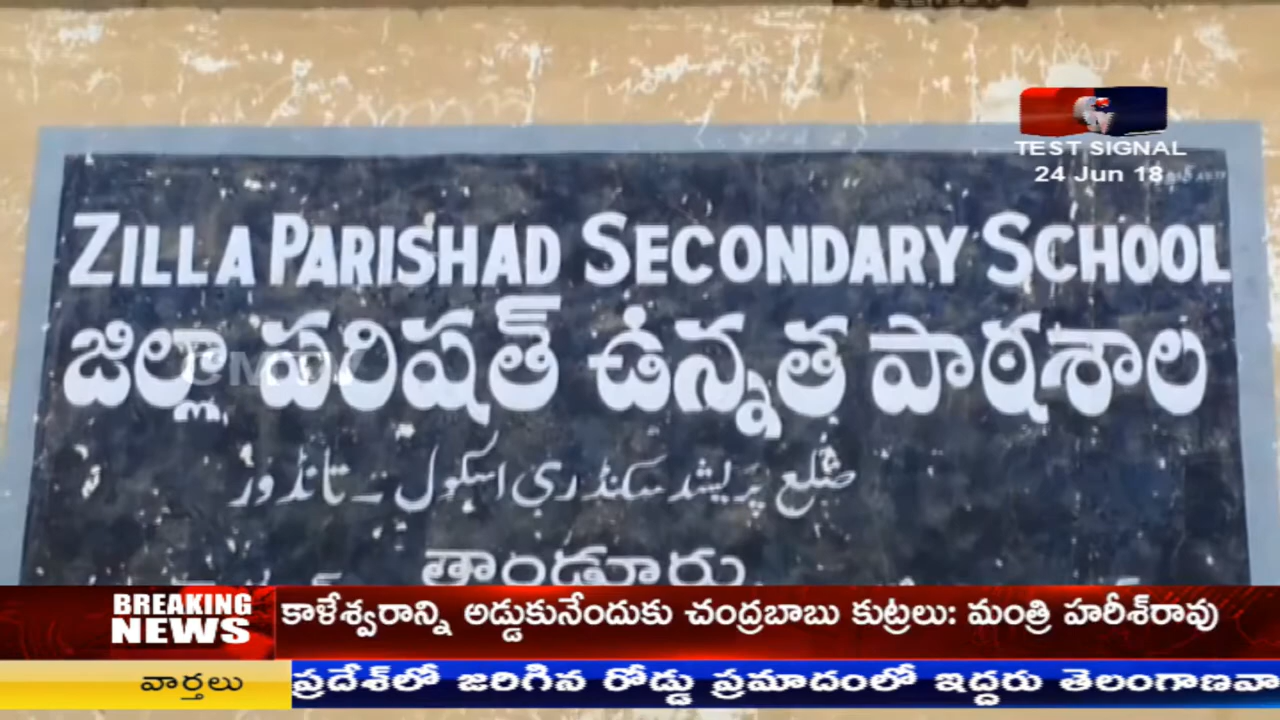 TEST SIGNAL
24 Jun 18
ZILLA PARISHAD SECONDARY SCHOOL
జిల్లా పరిషత్ ఉన్నత పాఠశాల
ضلع پریشد سکنڈری اسکول ۔ تانڈور
తాండూరు
BREAKING NEWS
కాళేశ్వరాన్ని అడ్డుకునేందుకు చంద్రబాబు కుట్రలు: మంత్రి హరీశ్‌రావు
వార్తలు
ప్రదేశ్‌లో జరిగిన రోడ్డు ప్రమాదంలో ఇద్దరు తెలంగాణవా